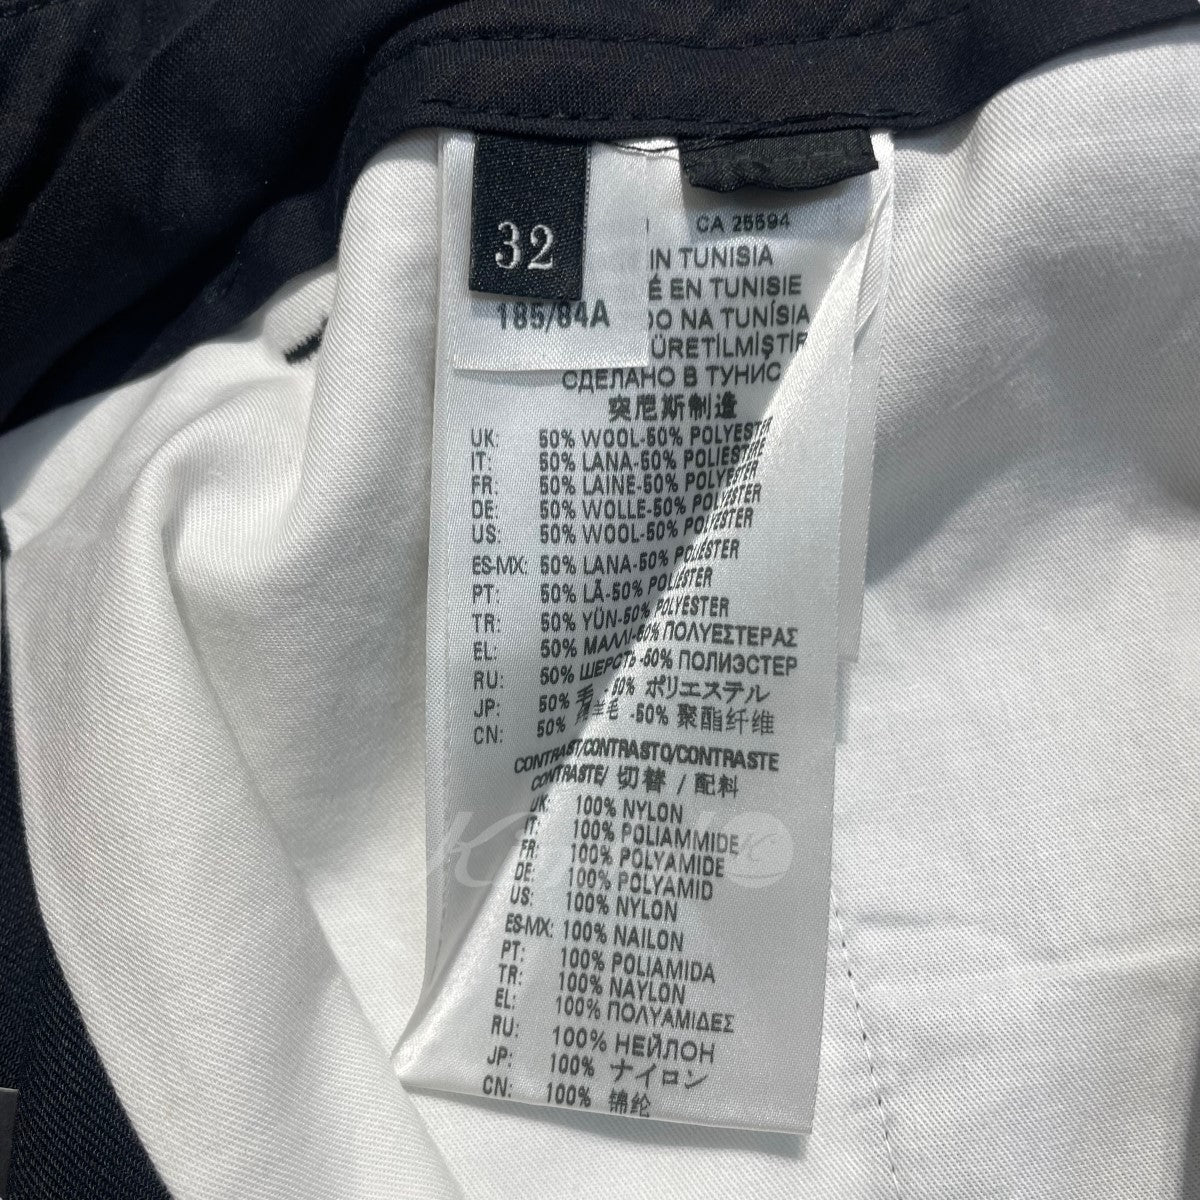 32
185/84A
CA 25594
IN TUNISIA
É EN TUNISIE
DO NA TUNÍSIA
ÜRETİLMİŞTİR
СДЕЛАНО В ТУНИС
突尼斯制造
UK: 50% WOOL-50% POLYESTER
IT: 50% LANA-50% POLIESTERE
FR: 50% LAINE-50% POLYESTER
DE: 50% WOLLE-50% POLYESTER
US: 50% WOOL-50% POLYESTER
ES-MX: 50% LANA-50% POLIESTER
PT: 50% LÃ-50% POLIÉSTER
TR: 50% YÜN-50% POLYESTER
EL: 50% ΜΑΛΛΙ-50% ΠΟΛΥΕΣΤΕΡΑΣ
RU: 50% ШЕРСТЬ-50% ПОЛИЭСТЕР
JP: 50% 毛 -50% ポリエステル
CN: 50% 羊毛 -50% 聚酯纤维
CONTRAST/CONTRASTO/CONTRASTE
CONTRASTE/ 切替 / 配料
UK: 100% NYLON
IT: 100% POLIAMMIDE
FR: 100% POLYAMIDE
DE: 100% POLYAMID
US: 100% NYLON
ES-MX: 100% NAILON
PT: 100% POLIAMIDA
TR: 100% NAYLON
EL: 100% ΠΟΛΥΑΜΙΔΕΣ
RU: 100% НЕЙЛОН
JP: 100% ナイロン
CN: 100% 锦纶